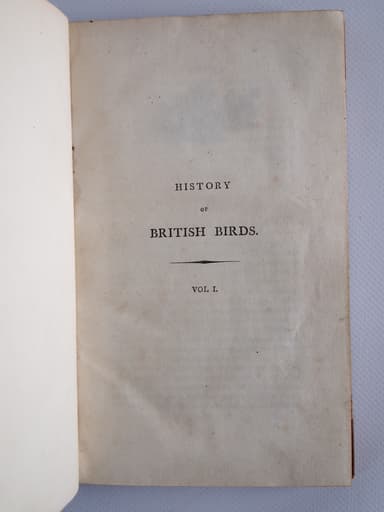 HISTORY
OF
BRITISH BIRDS.
VOL I.